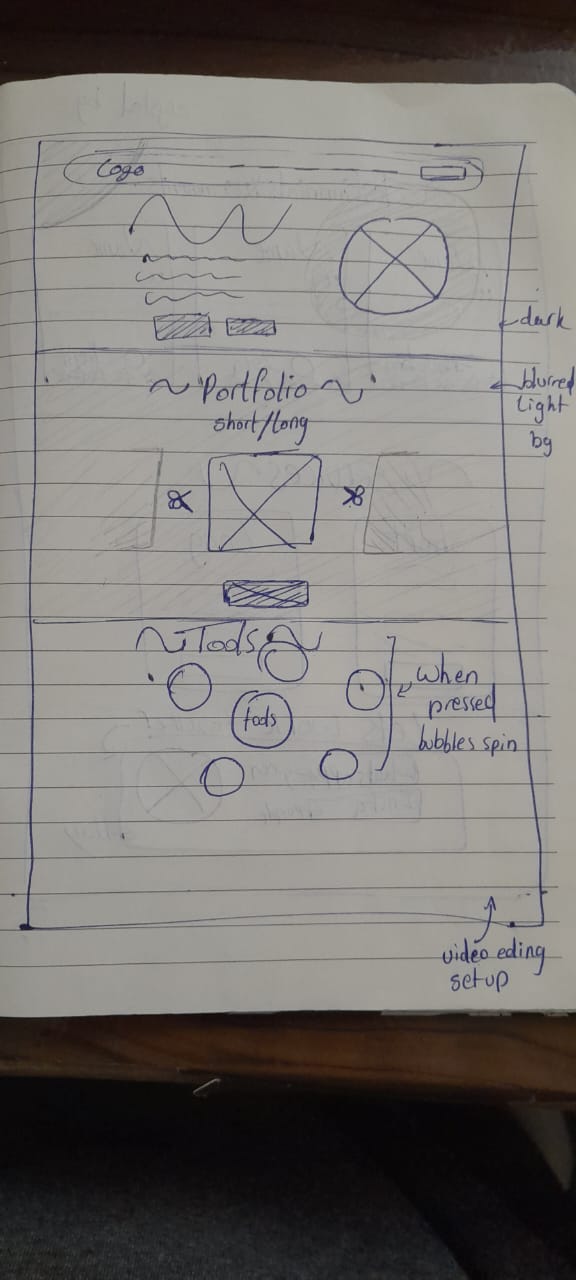 Logo
dark
Portfolio
short/long
blurred
light
bg
Tools
tools
When
pressed
bubbles spin
video eding
setup